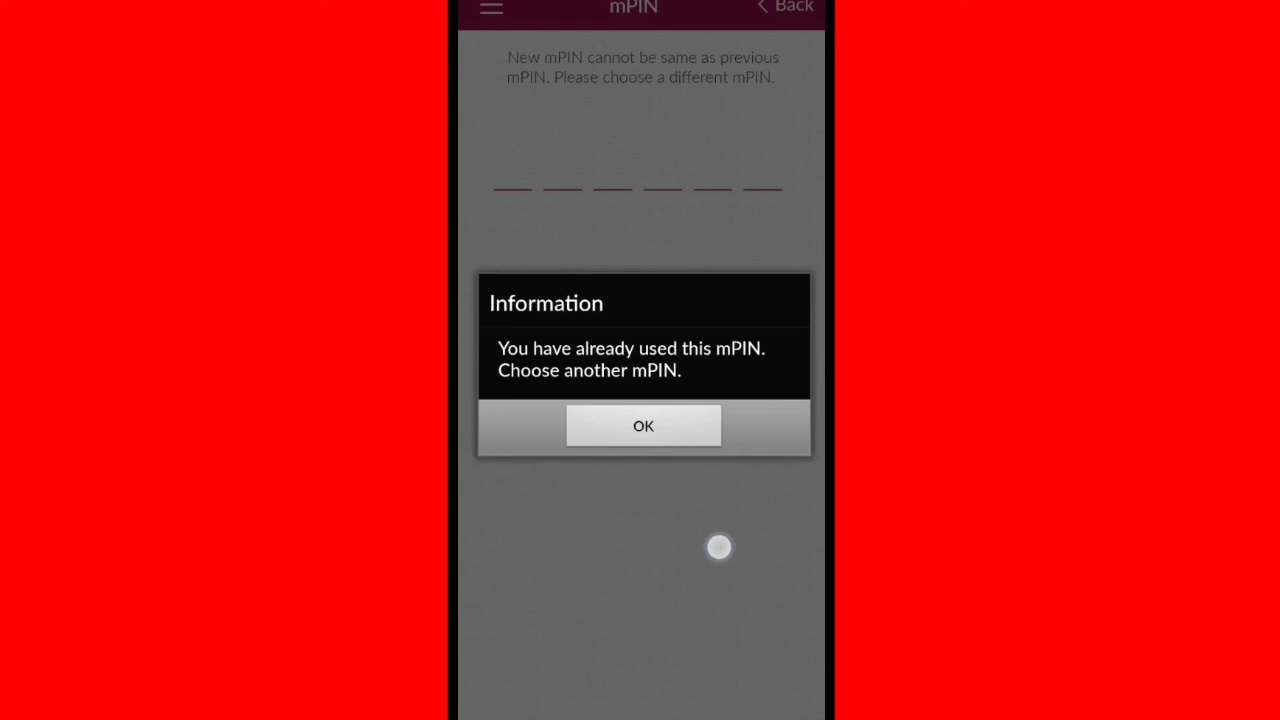 mPIN
Back
New mPIN cannot be same as previous
mPIN. Please choose a different mPIN.
Information
You have already used this mPIN.
Choose another mPIN.
OK